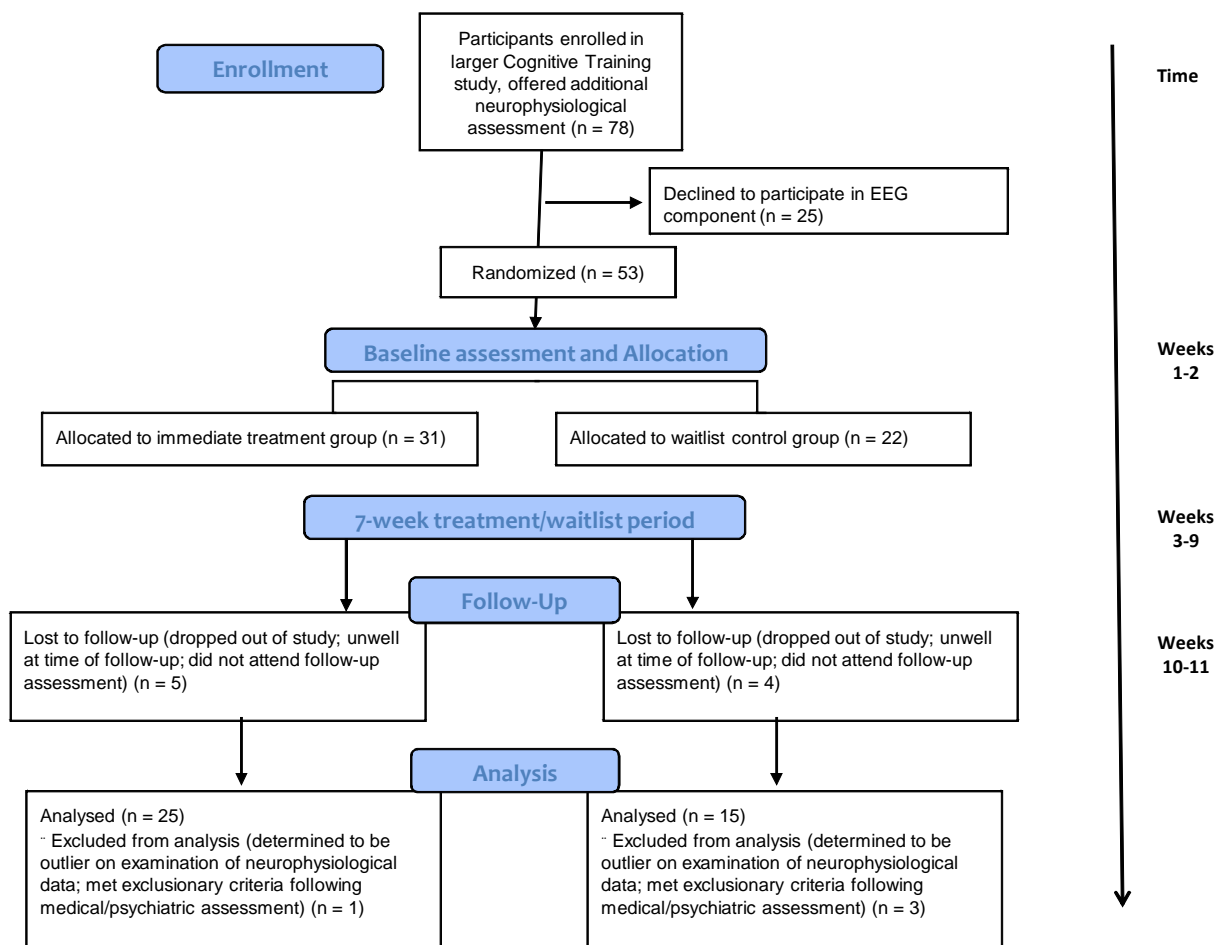 Participants enrolled in
larger Cognitive Training
study, offered additional
neurophysiological
assessment (n = 78)
Enrollment
Time
Declined to participate in EEG
component (n = 25)
Randomized (n = 53)
Baseline assessment and Allocation
Weeks
1-2
Allocated to immediate treatment group (n = 31)
Allocated to waitlist control group (n = 22)
7-week treatment/waitlist period
Weeks
3-9
Follow-Up
Lost to follow-up (dropped out of study; unwell
at time of follow-up; did not attend follow-up
assessment) (n = 5)
Lost to follow-up (dropped out of study; unwell
at time of follow-up; did not attend follow-up
assessment) (n = 4)
Weeks
10-11
Analysis
Analysed (n = 25)
¨ Excluded from analysis (determined to be
outlier on examination of neurophysiological
data; met exclusionary criteria following
medical/psychiatric assessment) (n = 1)
Analysed (n = 15)
¨ Excluded from analysis (determined to be
outlier on examination of neurophysiological
data; met exclusionary criteria following
medical/psychiatric assessment) (n = 3)